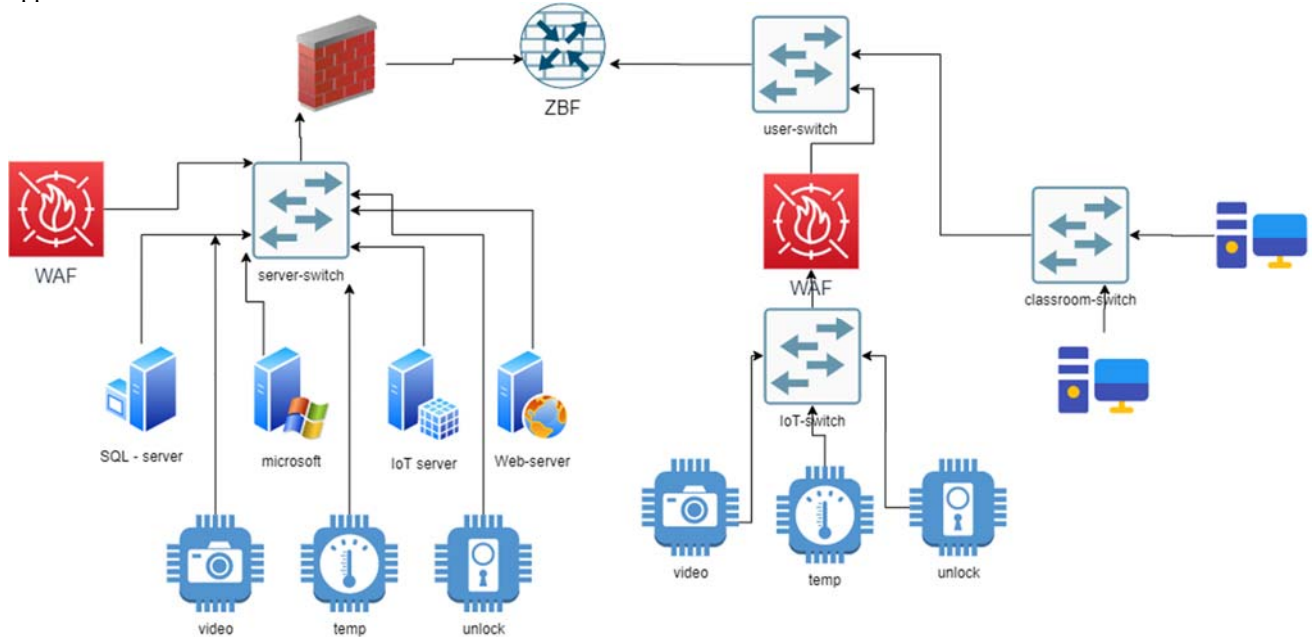 ZBF
user-switch
WAF
server-switch
WAF
classroom-switch
IoT-switch
SQL - server
microsoft
IoT server
Web-server
video
temp
unlock
video
temp
unlock